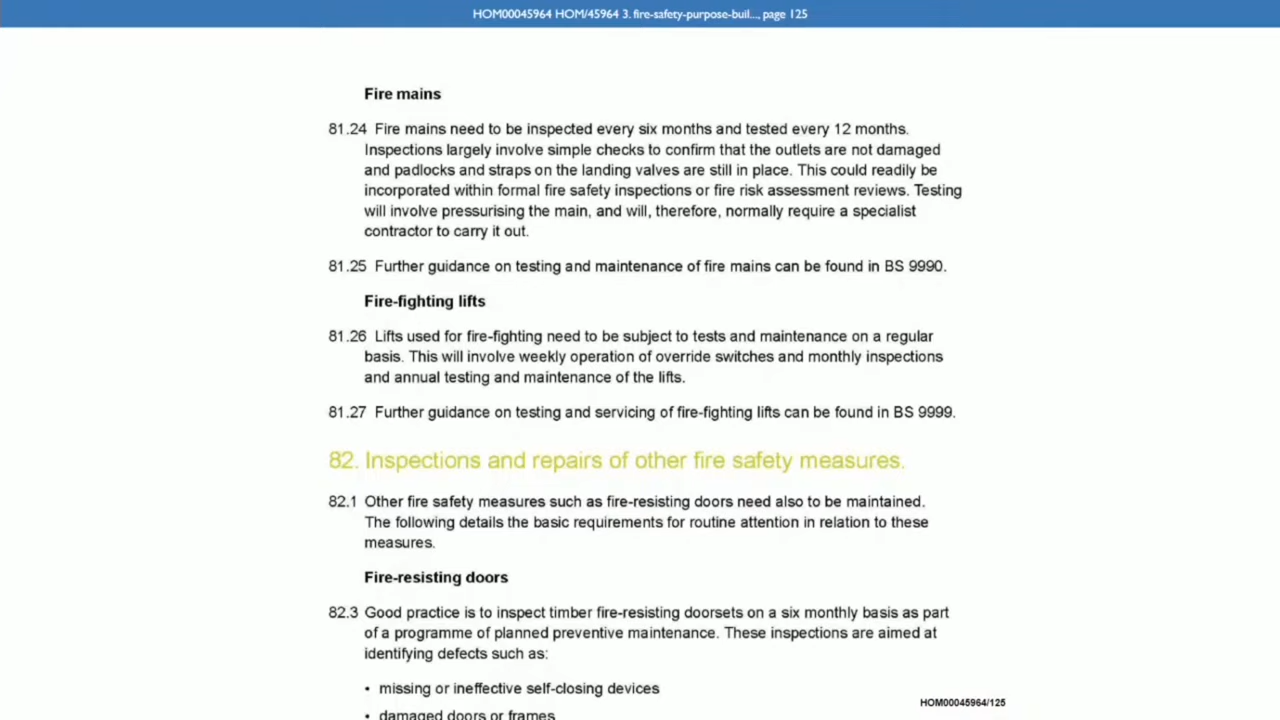 HOM00045964 HOM/45964 3. fire-safety-purpose-buil..., page 125
Fire mains
81.24 Fire mains need to be inspected every six months and tested every 12 months.
Inspections largely involve simple checks to confirm that the outlets are not damaged
and padlocks and straps on the landing valves are still in place. This could readily be
incorporated within formal fire safety inspections or fire risk assessment reviews. Testing
will involve pressurising the main, and will, therefore, normally require a specialist
contractor to carry it out.
81.25 Further guidance on testing and maintenance of fire mains can be found in BS 9990.
Fire-fighting lifts
81.26 Lifts used for fire-fighting need to be subject to tests and maintenance on a regular
basis. This will involve weekly operation of override switches and monthly inspections
and annual testing and maintenance of the lifts.
81.27 Further guidance on testing and servicing of fire-fighting lifts can be found in BS 9999.
82. Inspections and repairs of other fire safety measures.
82.1 Other fire safety measures such as fire-resisting doors need also to be maintained.
The following details the basic requirements for routine attention in relation to these
measures.
Fire-resisting doors
82.3 Good practice is to inspect timber fire-resisting doorsets on a six monthly basis as part
of a programme of planned preventive maintenance. These inspections are aimed at
identifying defects such as:
• missing or ineffective self-closing devices
HOM00045964/125
• damaged doors or frames